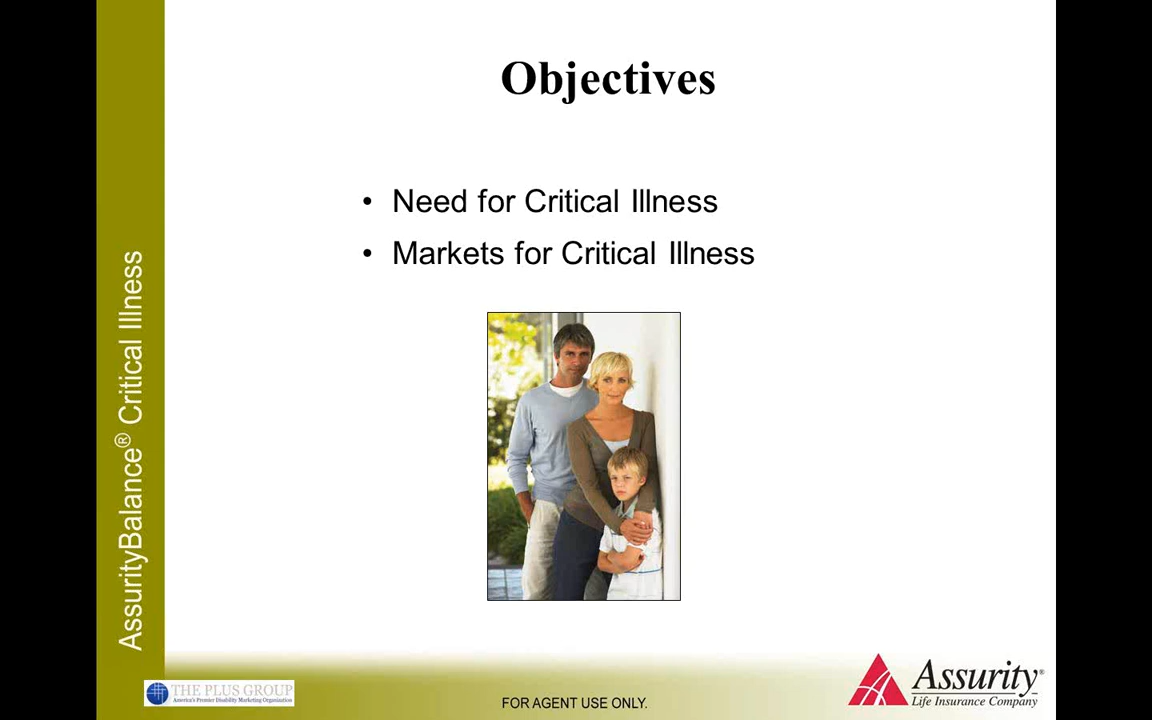 Objectives
• Need for Critical Illness
• Markets for Critical Illness
AssurityBalance® Critical Illness
THE PLUS GROUP
America's Premier Disability Marketing Organization
FOR AGENT USE ONLY.
Assurity®
Life Insurance Company